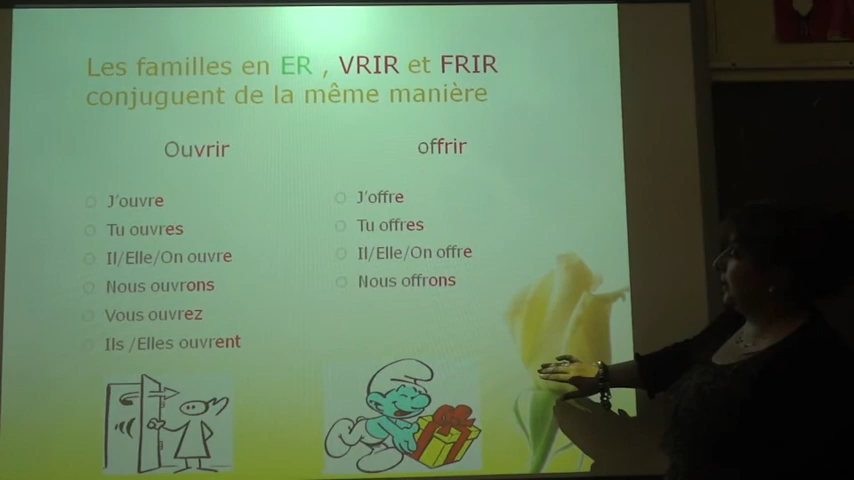 Les familles en ER , VRIR et FRIR
conjuguent de la même manière
Ouvrir
J'ouvre
Tu ouvres
Il/Elle/On ouvre
Nous ouvrons
Vous ouvrez
Ils /Elles ouvrent
offrir
J'offre
Tu offres
Il/Elle/On offre
Nous offrons